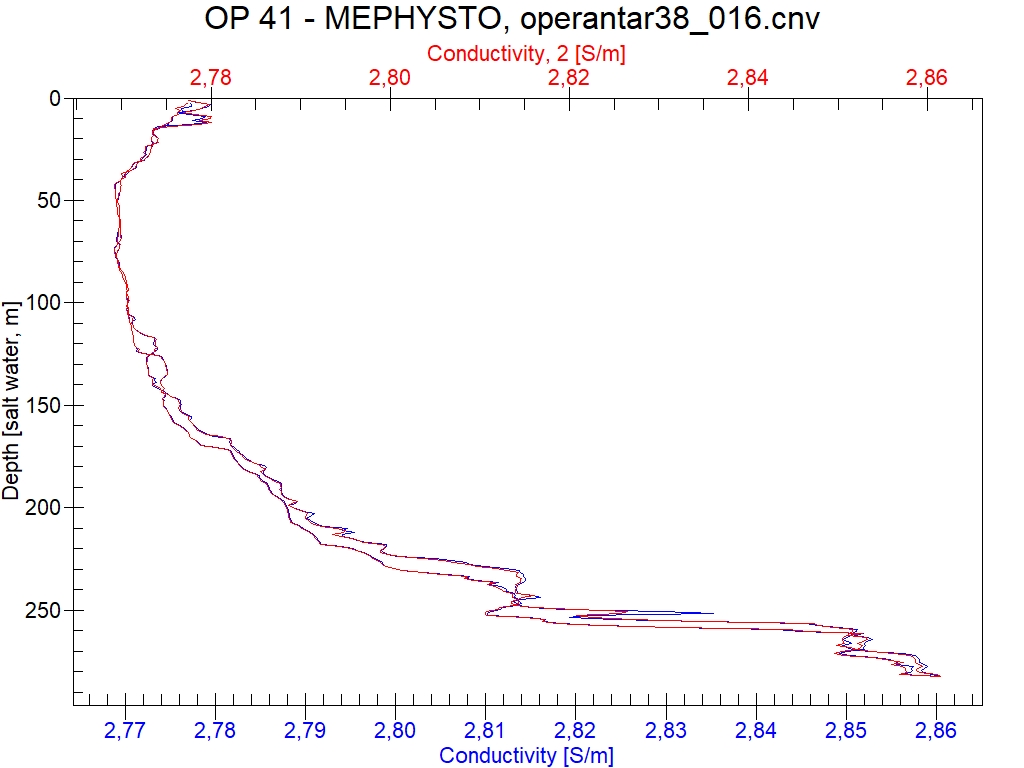 OP 41 - MEPHYSTO, operantar38_016.cnv
Conductivity, 2 [S/m]
2,78 2,80 2,82 2,84 2,86
0
50
100
150
200
250
Depth [salt water, m]
2,77 2,78 2,79 2,80 2,81 2,82 2,83 2,84 2,85 2,86
Conductivity [S/m]